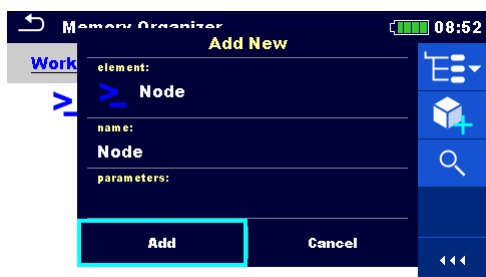 Memory Organizer
08:52
Add New
Work
element:
Node
name:
Node
parameters:
Add
Cancel